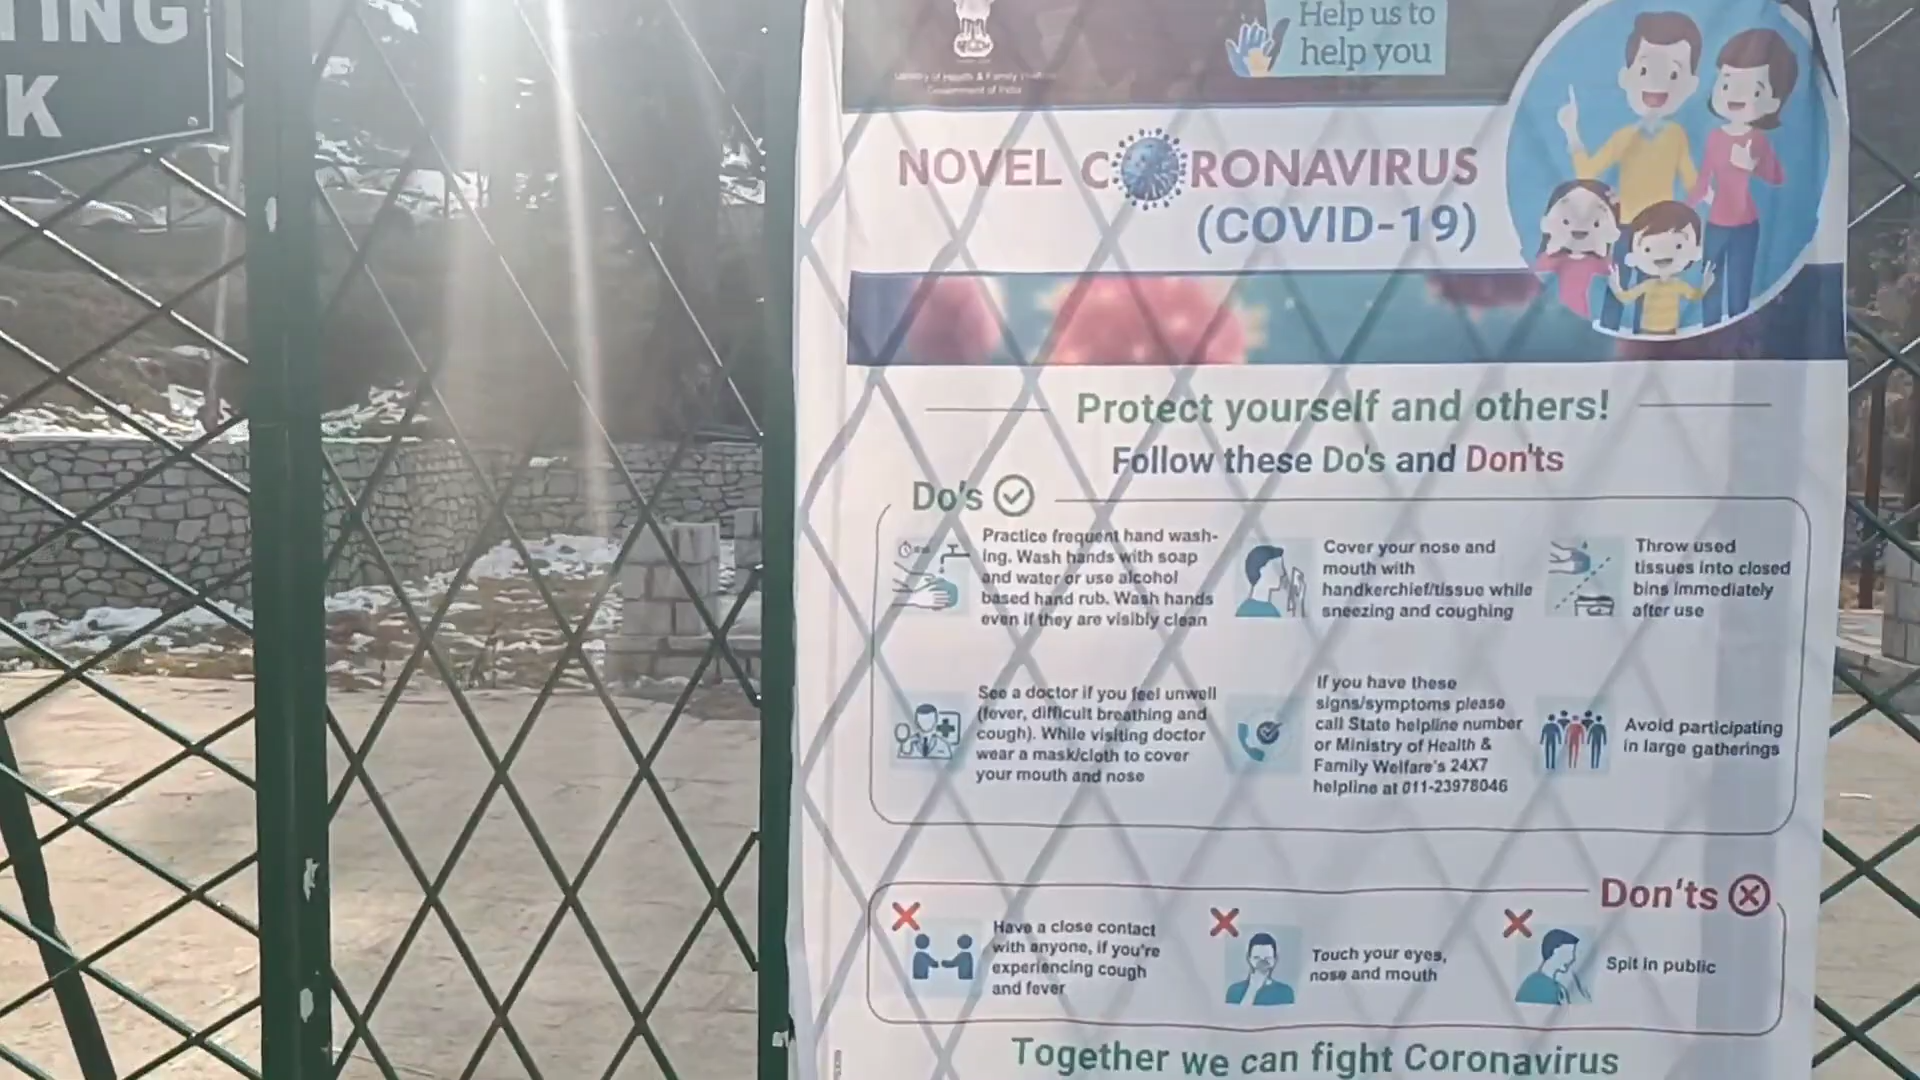 TING
K
Ministry of Health & Family Welfare
Government of India
Help us to
help you
NOVEL CORONAVIRUS
(COVID-19)
Protect yourself and others!
Follow these Do's and Don'ts
Do's
Practice frequent hand wash-
ing. Wash hands with soap
and water or use alcohol
based hand rub. Wash hands
even if they are visibly clean
Cover your nose and
mouth with
handkerchief/tissue while
sneezing and coughing
Throw used
tissues into closed
bins immediately
after use
See a doctor if you feel unwell
(fever, difficult breathing and
cough). While visiting doctor
wear a mask/cloth to cover
your mouth and nose
If you have these
signs/symptoms please
call State helpline number
or Ministry of Health &
Family Welfare's 24X7
helpline at 011-23978046
Avoid participating
in large gatherings
Don'ts
Have a close contact
with anyone, if you're
experiencing cough
and fever
Touch your eyes,
nose and mouth
Spit in public
Together we can fight Coronavirus